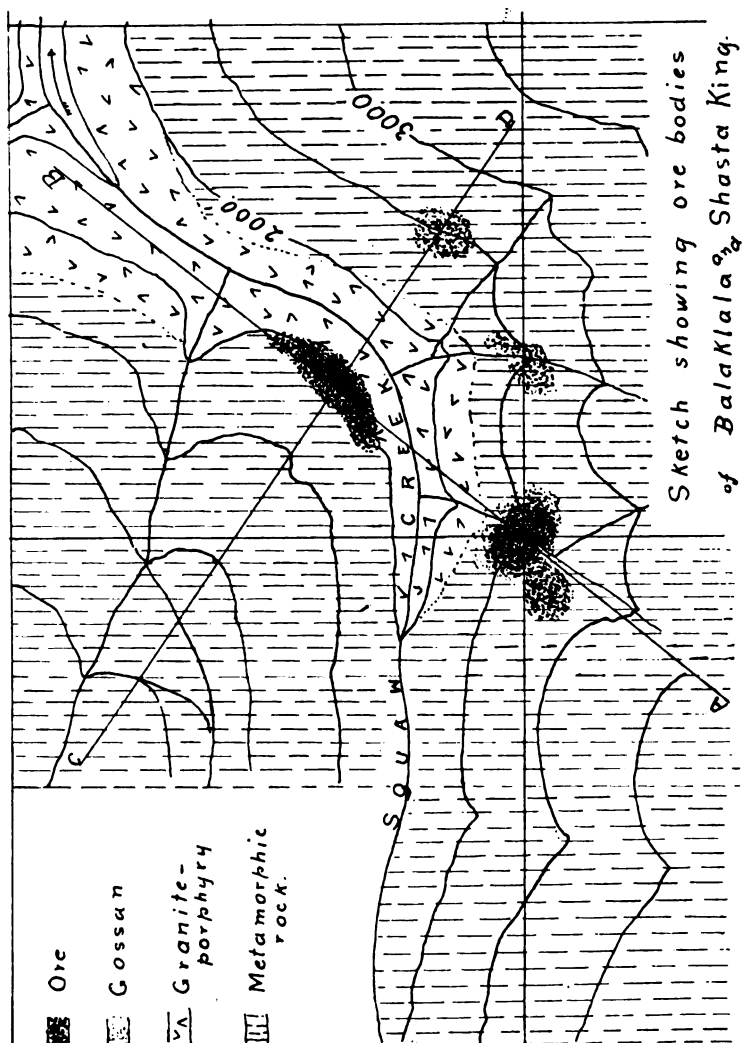 Sketch showing ore bodies
of Balaklala and Shasta King.
B
D
3000
2000
CREEK
SQUAW
C
A
Ore
Gossan
Granite-
porphyry
Metamorphic
rock.